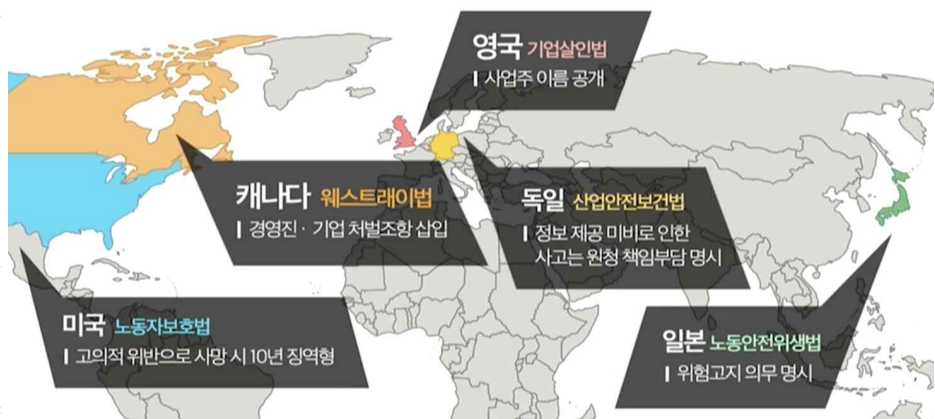 영국 기업살인법
사업주 이름 공개
캐나다 웨스트래이법
경영진· 기업 처벌조항 삽입
독일 산업안전보건법
정보 제공 미비로 인한
사고는 원청 책임부담 명시
미국 노동자보호법
고의적 위반으로 사망 시 10년 징역형
일본 노동안전위생법
위험고지 의무 명시